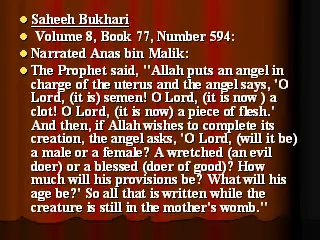 Saheeh Bukhari
Volume 8, Book 77, Number 594:
Narrated Anas bin Malik:
The Prophet said, "Allah puts an angel in
charge of the uterus and the angel says, 'O
Lord, (it is) semen! O Lord, (it is now ) a
clot! O Lord, (it is now) a piece of flesh.'
And then, if Allah wishes to complete its
creation, the angel asks, 'O Lord, (will it be)
a male or a female? A wretched (an evil
doer) or a blessed (doer of good)? How
much will his provisions be? What will his
age be?' So all that is written while the
creature is still in the mother's womb."